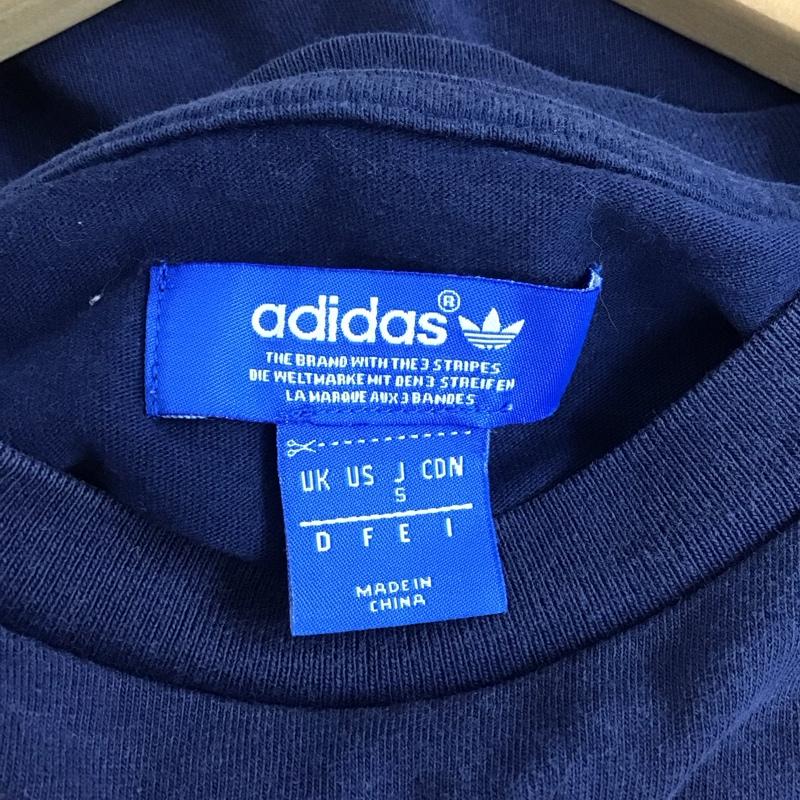 adidas®
THE BRAND WITH THE 3 STRIPES
DIE WELTMARKE MIT DEN 3 STREIFEN
LA MARQUE AUX 3 BANDES
UK US J CDN
S
D F E I
MADE IN
CHINA